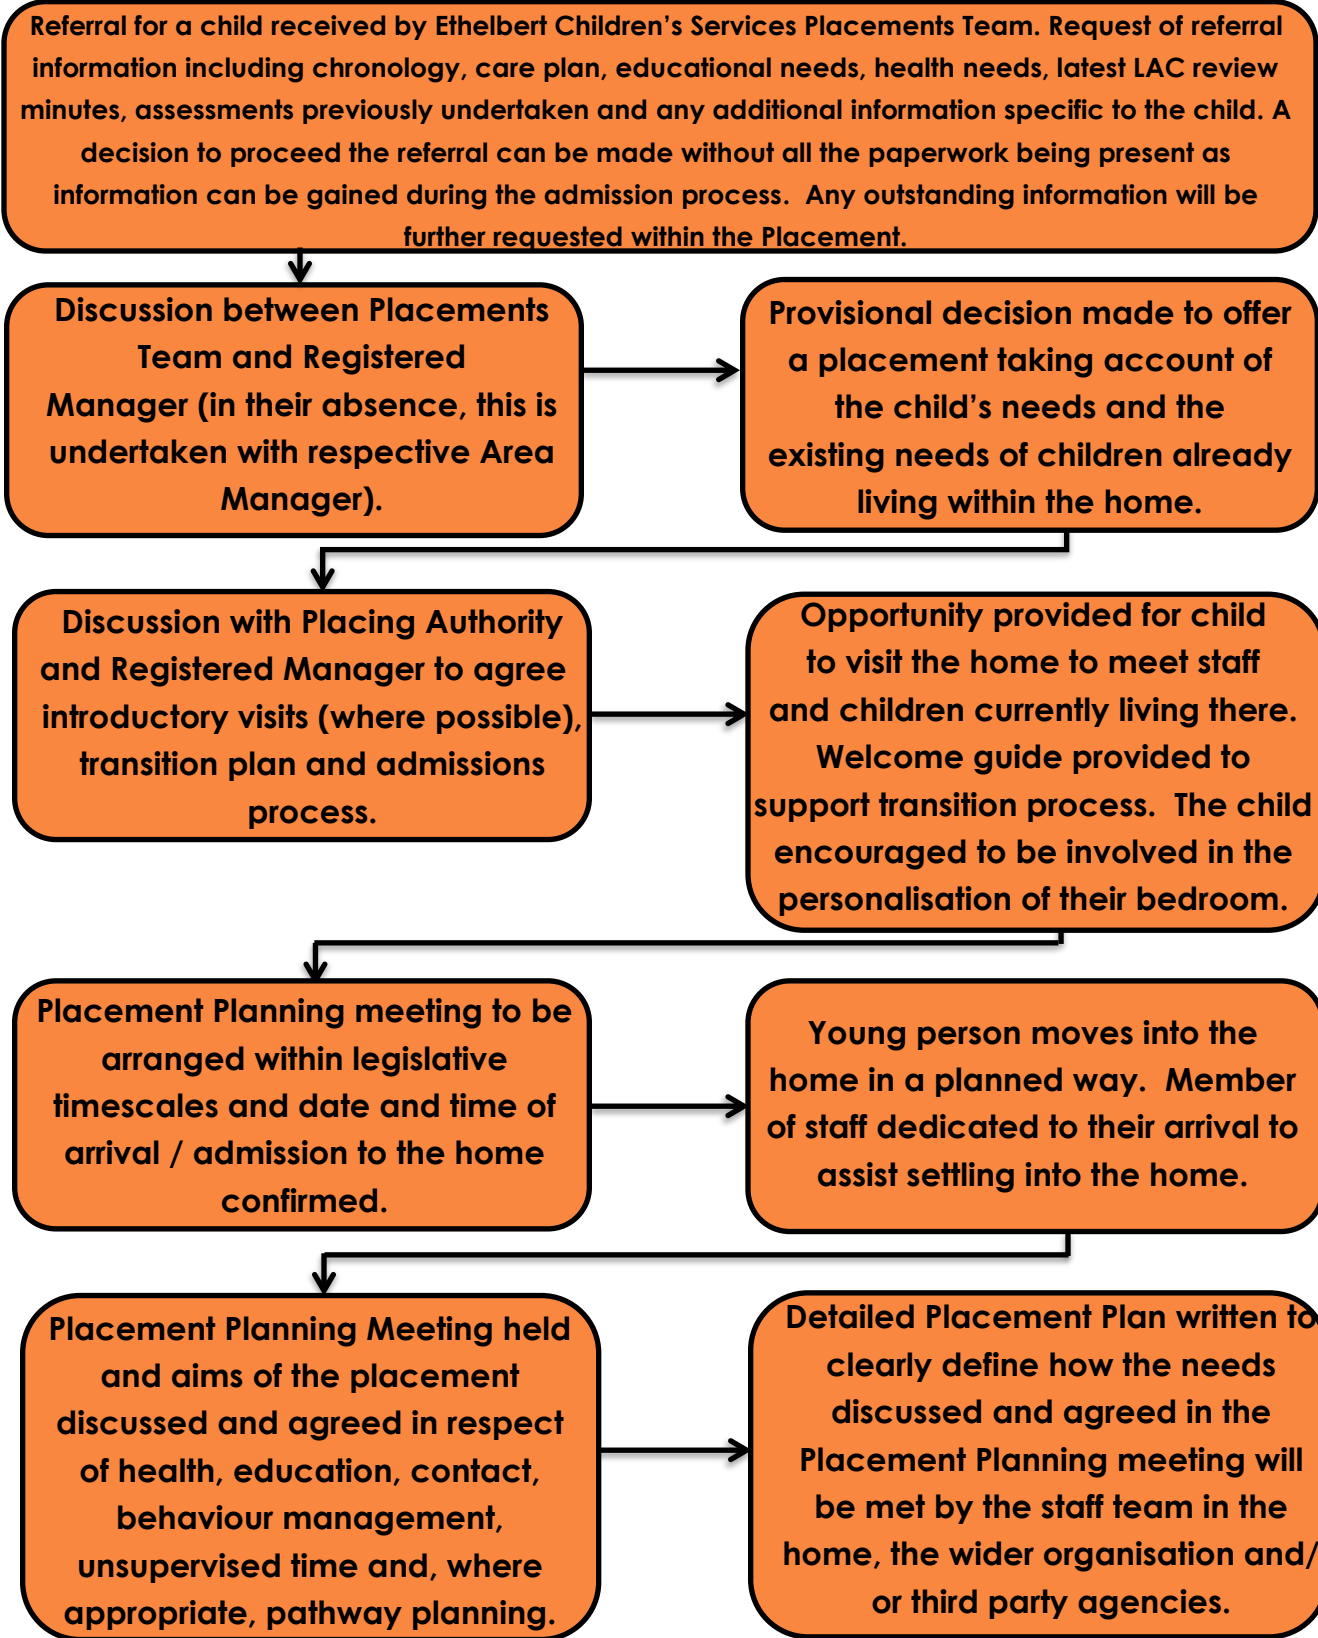 Referral for a child received by Ethelbert Children’s Services Placements Team. Request of referral
information including chronology, care plan, educational needs, health needs, latest LAC review
minutes, assessments previously undertaken and any additional information specific to the child. A
decision to proceed the referral can be made without all the paperwork being present as
information can be gained during the admission process.  Any outstanding information will be
further requested within the Placement.
Discussion between Placements
Team and Registered
Manager (in their absence, this is
undertaken with respective Area
Manager).
Provisional decision made to offer
a placement taking account of
the child’s needs and the
existing needs of children already
living within the home.
Discussion with Placing Authority
and Registered Manager to agree
introductory visits (where possible),
transition plan and admissions
process.
Opportunity provided for child
to visit the home to meet staff
and children currently living there.
Welcome guide provided to
support transition process.  The child
encouraged to be involved in the
personalisation of their bedroom.
Placement Planning meeting to be
arranged within legislative
timescales and date and time of
arrival / admission to the home
confirmed.
Young person moves into the
home in a planned way.  Member
of staff dedicated to their arrival to
assist settling into the home.
Placement Planning Meeting held
and aims of the placement
discussed and agreed in respect
of health, education, contact,
behaviour management,
unsupervised time and, where
appropriate, pathway planning.
Detailed Placement Plan written to
clearly define how the needs
discussed and agreed in the
Placement Planning meeting will
be met by the staff team in the
home, the wider organisation and/
or third party agencies.